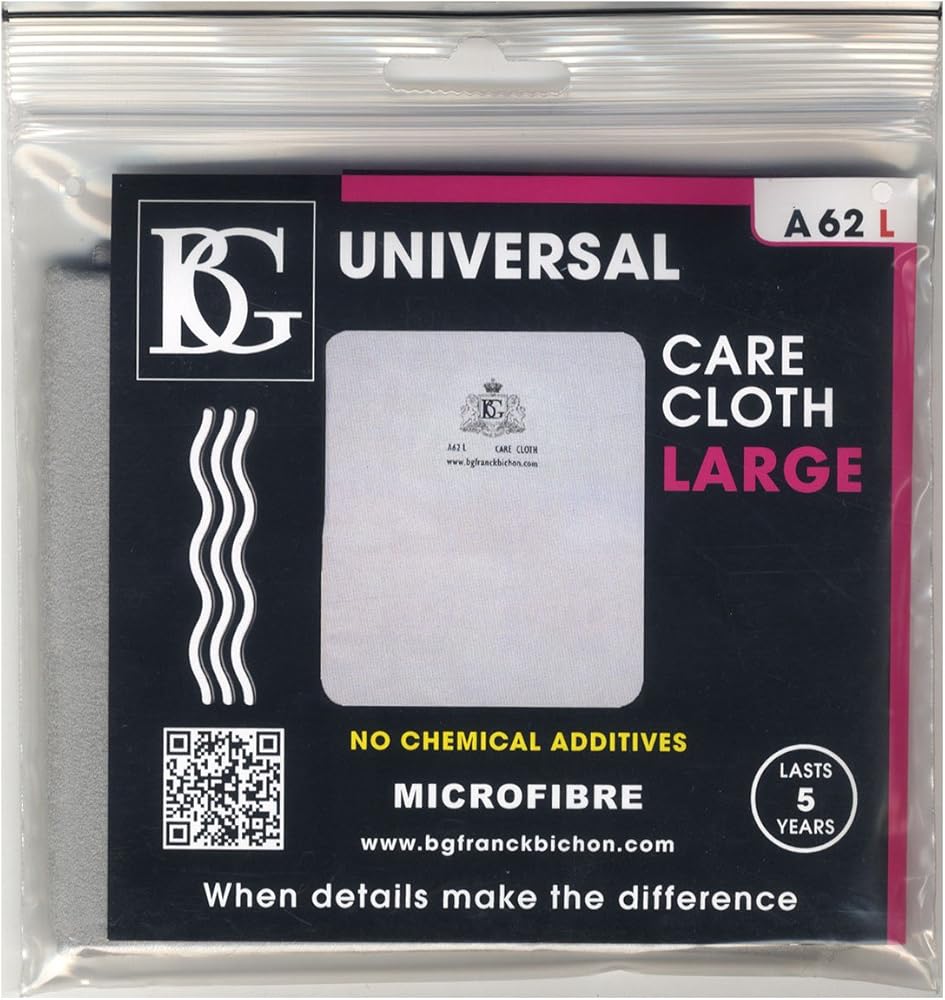 A 62 L
BG
UNIVERSAL
CARE
CLOTH
LARGE
BG
A62 L CARE CLOTH
www.bgfranckbichon.com
NO CHEMICAL ADDITIVES
MICROFIBRE
www.bgfranckbichon.com
LASTS
5
YEARS
When details make the difference